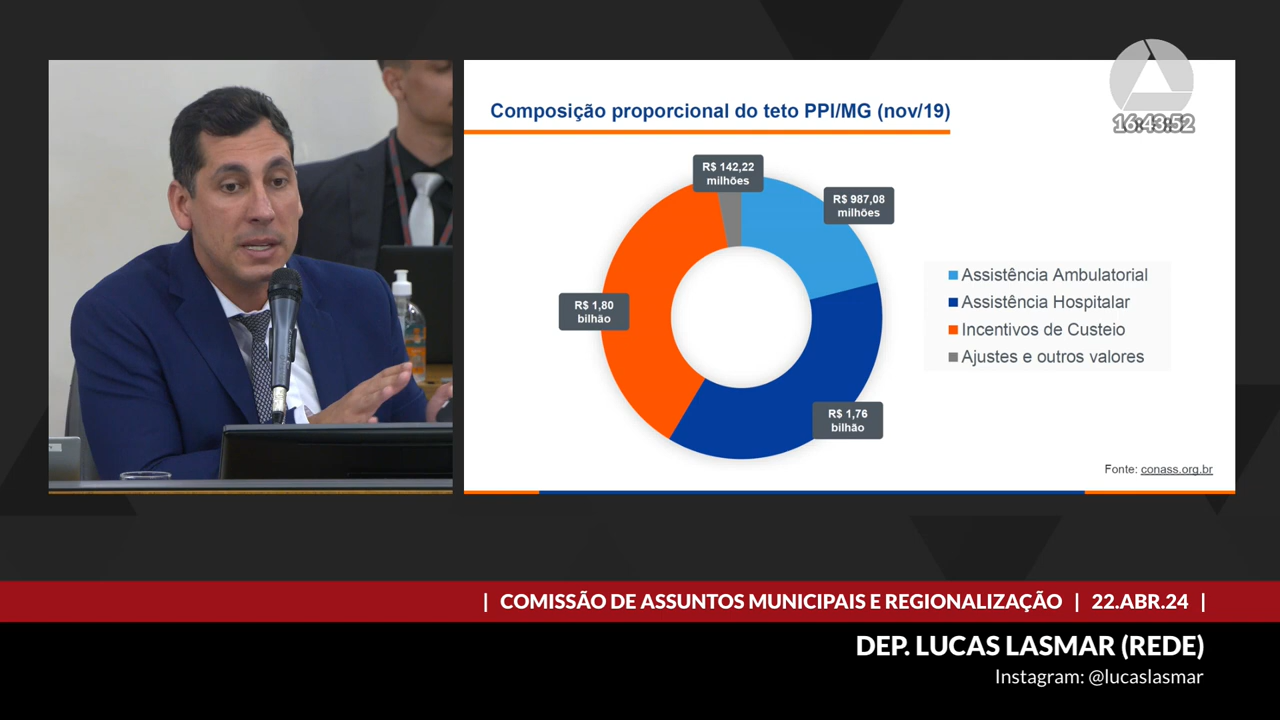 Composição proporcional do teto PPI/MG (nov/19)
16:43:52
R$ 142,22
milhões
R$ 987,08
milhões
R$ 1,80
bilhão
R$ 1,76
bilhão
Assistência Ambulatorial
Assistência Hospitalar
Incentivos de Custeio
Ajustes e outros valores
Fonte: conass.org.br
| COMISSÃO DE ASSUNTOS MUNICIPAIS E REGIONALIZAÇÃO | 22.ABR.24 |
DEP. LUCAS LASMAR (REDE)
Instagram: @lucaslasmar